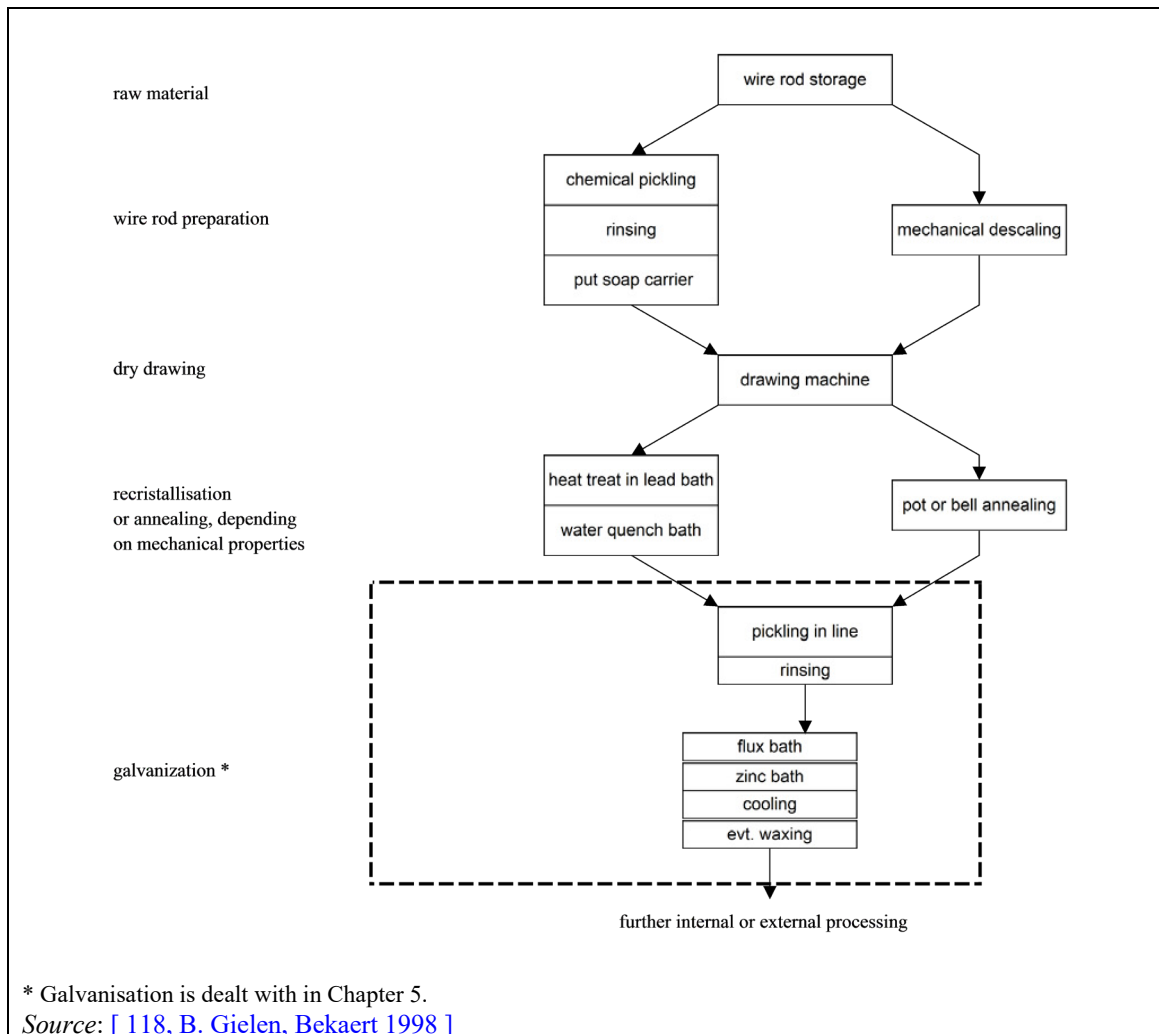 raw material
wire rod storage
wire rod preparation
chemical pickling
rinsing
put soap carrier
mechanical descaling
dry drawing
drawing machine
recristallisation
or annealing, depending
on mechanical properties
heat treat in lead bath
water quench bath
pot or bell annealing
pickling in line
rinsing
galvanization *
flux bath
zinc bath
cooling
evt. waxing
further internal or external processing
* Galvanisation is dealt with in Chapter 5.
Source: [ 118, B. Gielen, Bekaert 1998 ]